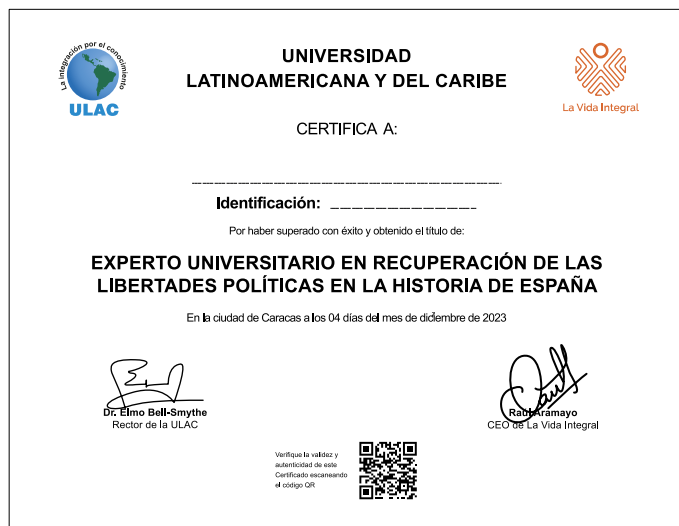 La integración por el conocimiento
ULAC
UNIVERSIDAD
LATINOAMERICANA Y DEL CARIBE
La Vida Integral
CERTIFICA A:
Identificación:
Por haber superado con éxito y obtenido el título de:
EXPERTO UNIVERSITARIO EN RECUPERACIÓN DE LAS
LIBERTADES POLÍTICAS EN LA HISTORIA DE ESPAÑA
En la ciudad de Caracas a los 04 días del mes de diciembre de 2023
Dr. Elmo Bell-Smythe
Rector de la ULAC
Raúl Aramayo
CEO de La Vida Integral
Verifique la validez y
autenticidad de este
Certificado escaneando
el código QR